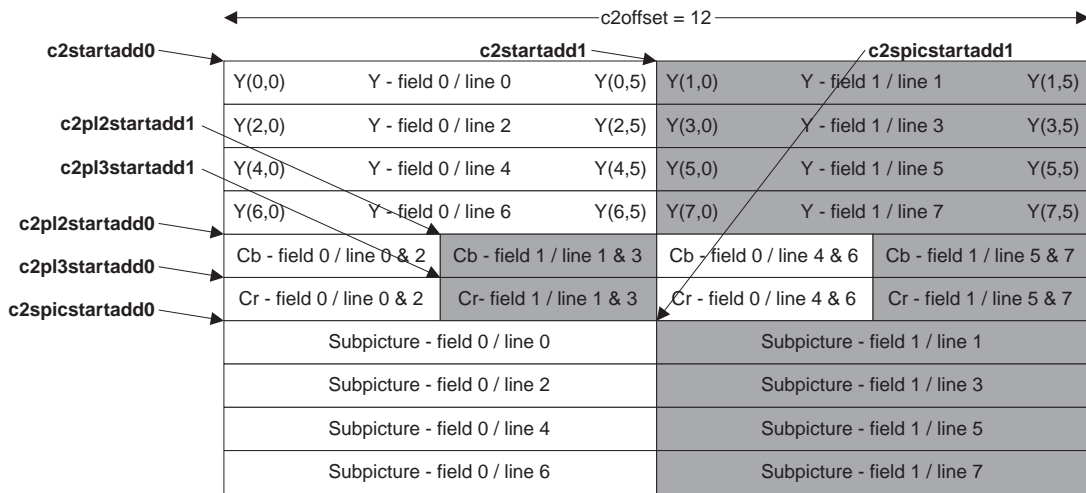 c2offset = 12
c2startadd0 c2startadd1 c2spicstartadd1
Y(0,0) Y - field 0 / line 0 Y(0,5) Y(1,0) Y - field 1 / line 1 Y(1,5)
c2pl2startadd1 Y(2,0) Y - field 0 / line 2 Y(2,5) Y(3,0) Y - field 1 / line 3 Y(3,5)
c2pl3startadd1 Y(4,0) Y - field 0 / line 4 Y(4,5) Y(5,0) Y - field 1 / line 5 Y(5,5)
Y(6,0) Y - field 0 / line 6 Y(6,5) Y(7,0) Y - field 1 / line 7 Y(7,5)
c2pl2startadd0
Cb - field 0 / line 0 & 2 Cb - field 1 / line 1 & 3 Cb - field 0 / line 4 & 6 Cb - field 1 / line 5 & 7
c2pl3startadd0
Cr - field 0 / line 0 & 2 Cr- field 1 / line 1 & 3 Cr - field 0 / line 4 & 6 Cr - field 1 / line 5 & 7
c2spicstartadd0
Subpicture - field 0 / line 0 Subpicture - field 1 / line 1
Subpicture - field 0 / line 2 Subpicture - field 1 / line 3
Subpicture - field 0 / line 4 Subpicture - field 1 / line 5
Subpicture - field 0 / line 6 Subpicture - field 1 / line 7